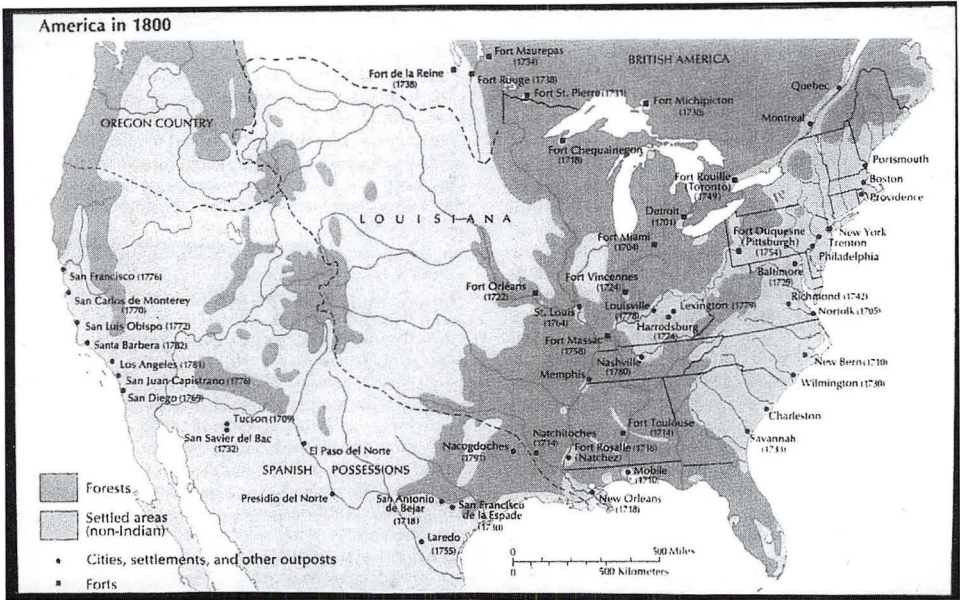 America in 1800
Fort Maurepas
(1734)
BRITISH AMERICA
Fort de la Reine
(1738)
Fort Rouge (1738)
Fort St. Pierre (1731)
Quebec
Fort Michipicton
(1730)
Montreal
OREGON COUNTRY
Fort Chequainegon
(1718)
Portsmouth
Fort Rouille
(Toronto)
(1749)
Boston
Providence
LOUISIANA
Detroit
(1701)
Fort Miami
(1704)
Fort Duquesne
(Pittsburgh)
(1754)
New York
Trenton
Philadelphia
Baltimore
(1729)
San Francisco (1776)
Fort Vincennes
(1724)
Fort Orleans
(1722)
San Carlos de Monterey
(1770)
Richmond (1742)
Norfolk (1705)
St. Louis
(1764)
Louisville
(1778)
Lexington (1779)
Harrodsburg
(1774)
San Luis Obispo (1772)
Santa Barbera (1782)
Fort Massac
(1758)
Nashville
(1780)
New Bern (1710)
Los Angeles (1781)
Memphis
San Juan Capistrano (1776)
Wilmington (1730)
San Diego (1769)
Charleston
Tucson (1709)
Fort Toulouse
(1714)
San Savier del Bac
(1732)
Natchitoches
(1714)
Savannah
(1733)
El Paso del Norte
Nacogdoches
(1791)
Fort Rosalie (1716)
(Natchez)
SPANISH POSSESSIONS
Mobile
(1710)
Forests
Presidio del Norte
San Antonio
de Bejar
(1718)
San Francisco
de la Espade
(1730)
New Orleans
(1718)
Settled areas
(non-Indian)
Laredo
(1755)
0 500 Miles
0 500 Kilometers
Cities, settlements, and other outposts
Forts